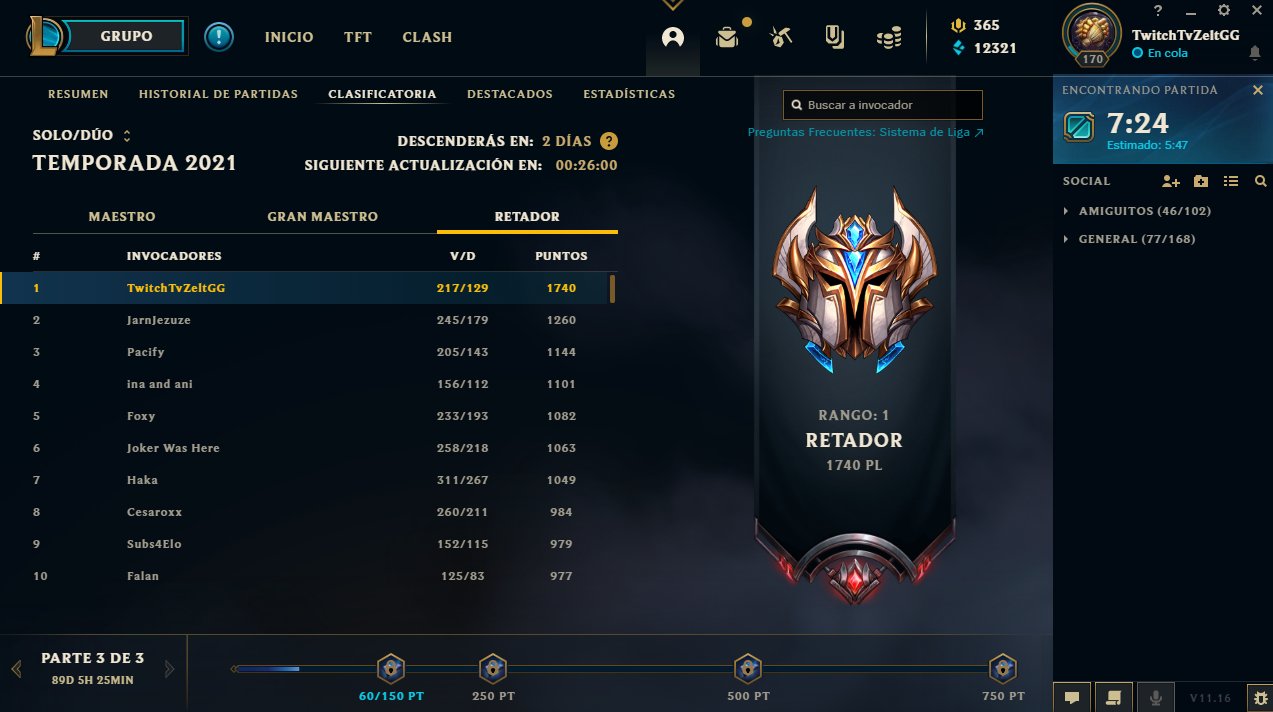 GRUPO
INICIO
TFT
CLASH
365
12321
?
170
TwitchTvZeltGG
En cola
RESUMEN
HISTORIAL DE PARTIDAS
CLASIFICATORIA
DESTACADOS
ESTADÍSTICAS
SOLO/DÚO
TEMPORADA 2021
DESCENDERÁS EN: 2 DÍAS ?
SIGUIENTE ACTUALIZACIÓN EN: 00:26:00
MAESTRO
GRAN MAESTRO
RETADOR
# INVOCADORES V/D PUNTOS
1 TwitchTvZeltGG 217/129 1740
2 JarnJezuze 245/179 1260
3 Pacify 205/143 1144
4 ina and ani 156/112 1101
5 Foxy 233/193 1082
6 Joker Was Here 258/218 1063
7 Haka 311/267 1049
8 Cesaroxx 260/211 984
9 Subs4Elo 152/115 979
10 Falan 125/83 977
Buscar a invocador
Preguntas Frecuentes: Sistema de Liga
RANGO: 1
RETADOR
1740 PL
ENCONTRANDO PARTIDA
7:24
Estimado: 5:47
SOCIAL
AMIGUITOS (46/102)
GENERAL (77/168)
PARTE 3 DE 3
89D 5H 25MIN
60/150 PT
250 PT
500 PT
750 PT
V11.16